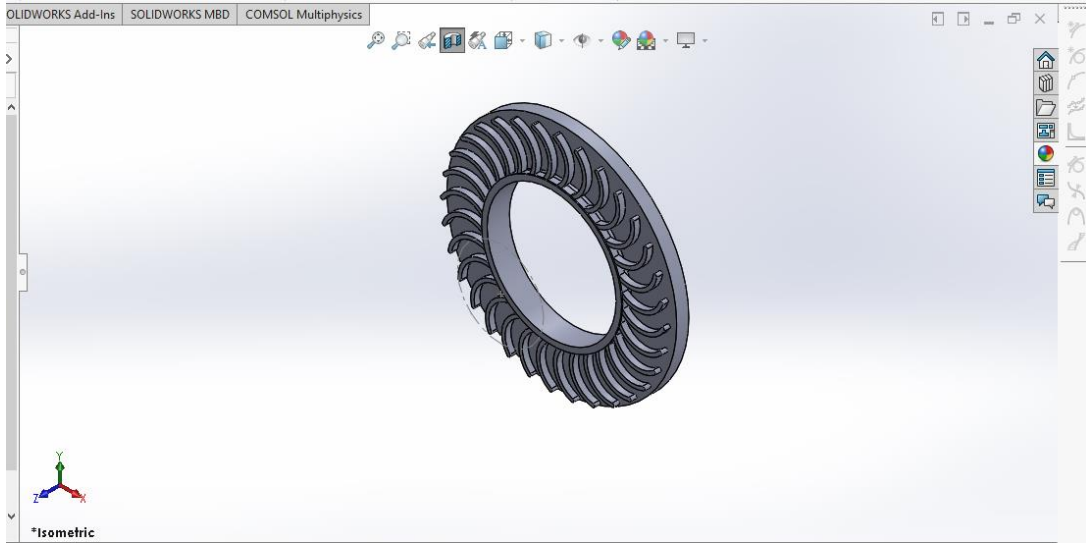 OLIDWORKS Add-Ins SOLIDWORKS MBD COMSOL Multiphysics
Y
Z X
*Isometric